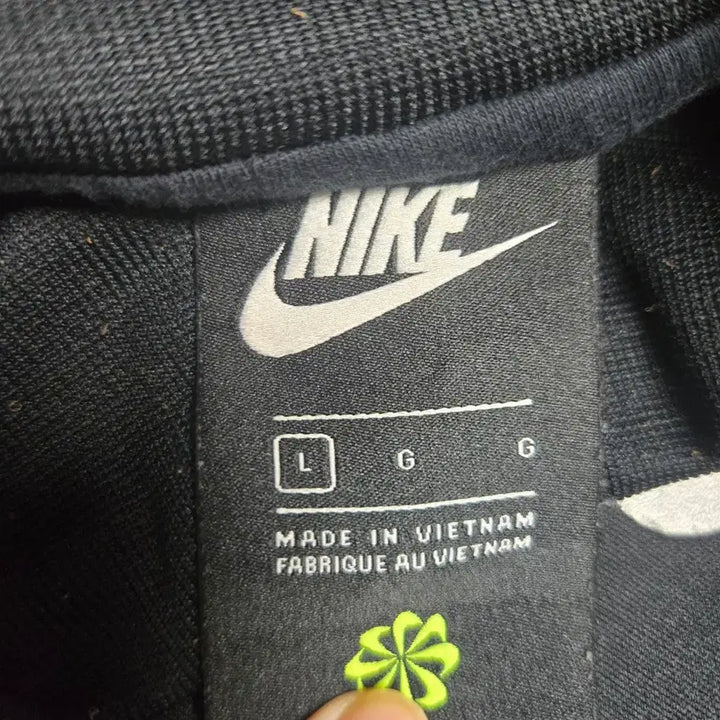 NIKE
L G G
MADE IN VIETNAM
FABRIQUE AU VIETNAM